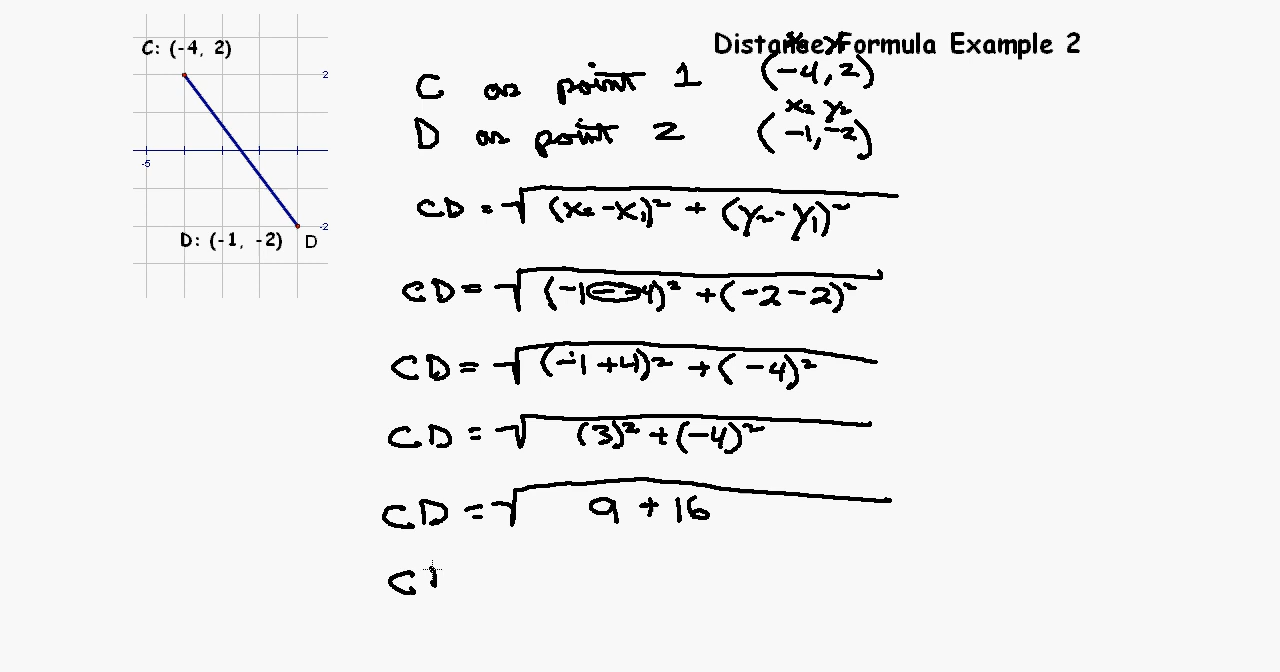 Distance Formula Example 2
C: (-4, 2)
2
-5
-2
D: (-1, -2) D
C as point 1 (-4, 2)
x₂ y₂
D as point 2 (-1, -2)
CD = √(x₂ - x₁)² + (y₂ - y₁)²
CD = √(-1 - -4)² + (-2 - 2)²
CD = √(-1 + 4)² + (-4)²
CD = √(3)² + (-4)²
CD = √9 + 16
C